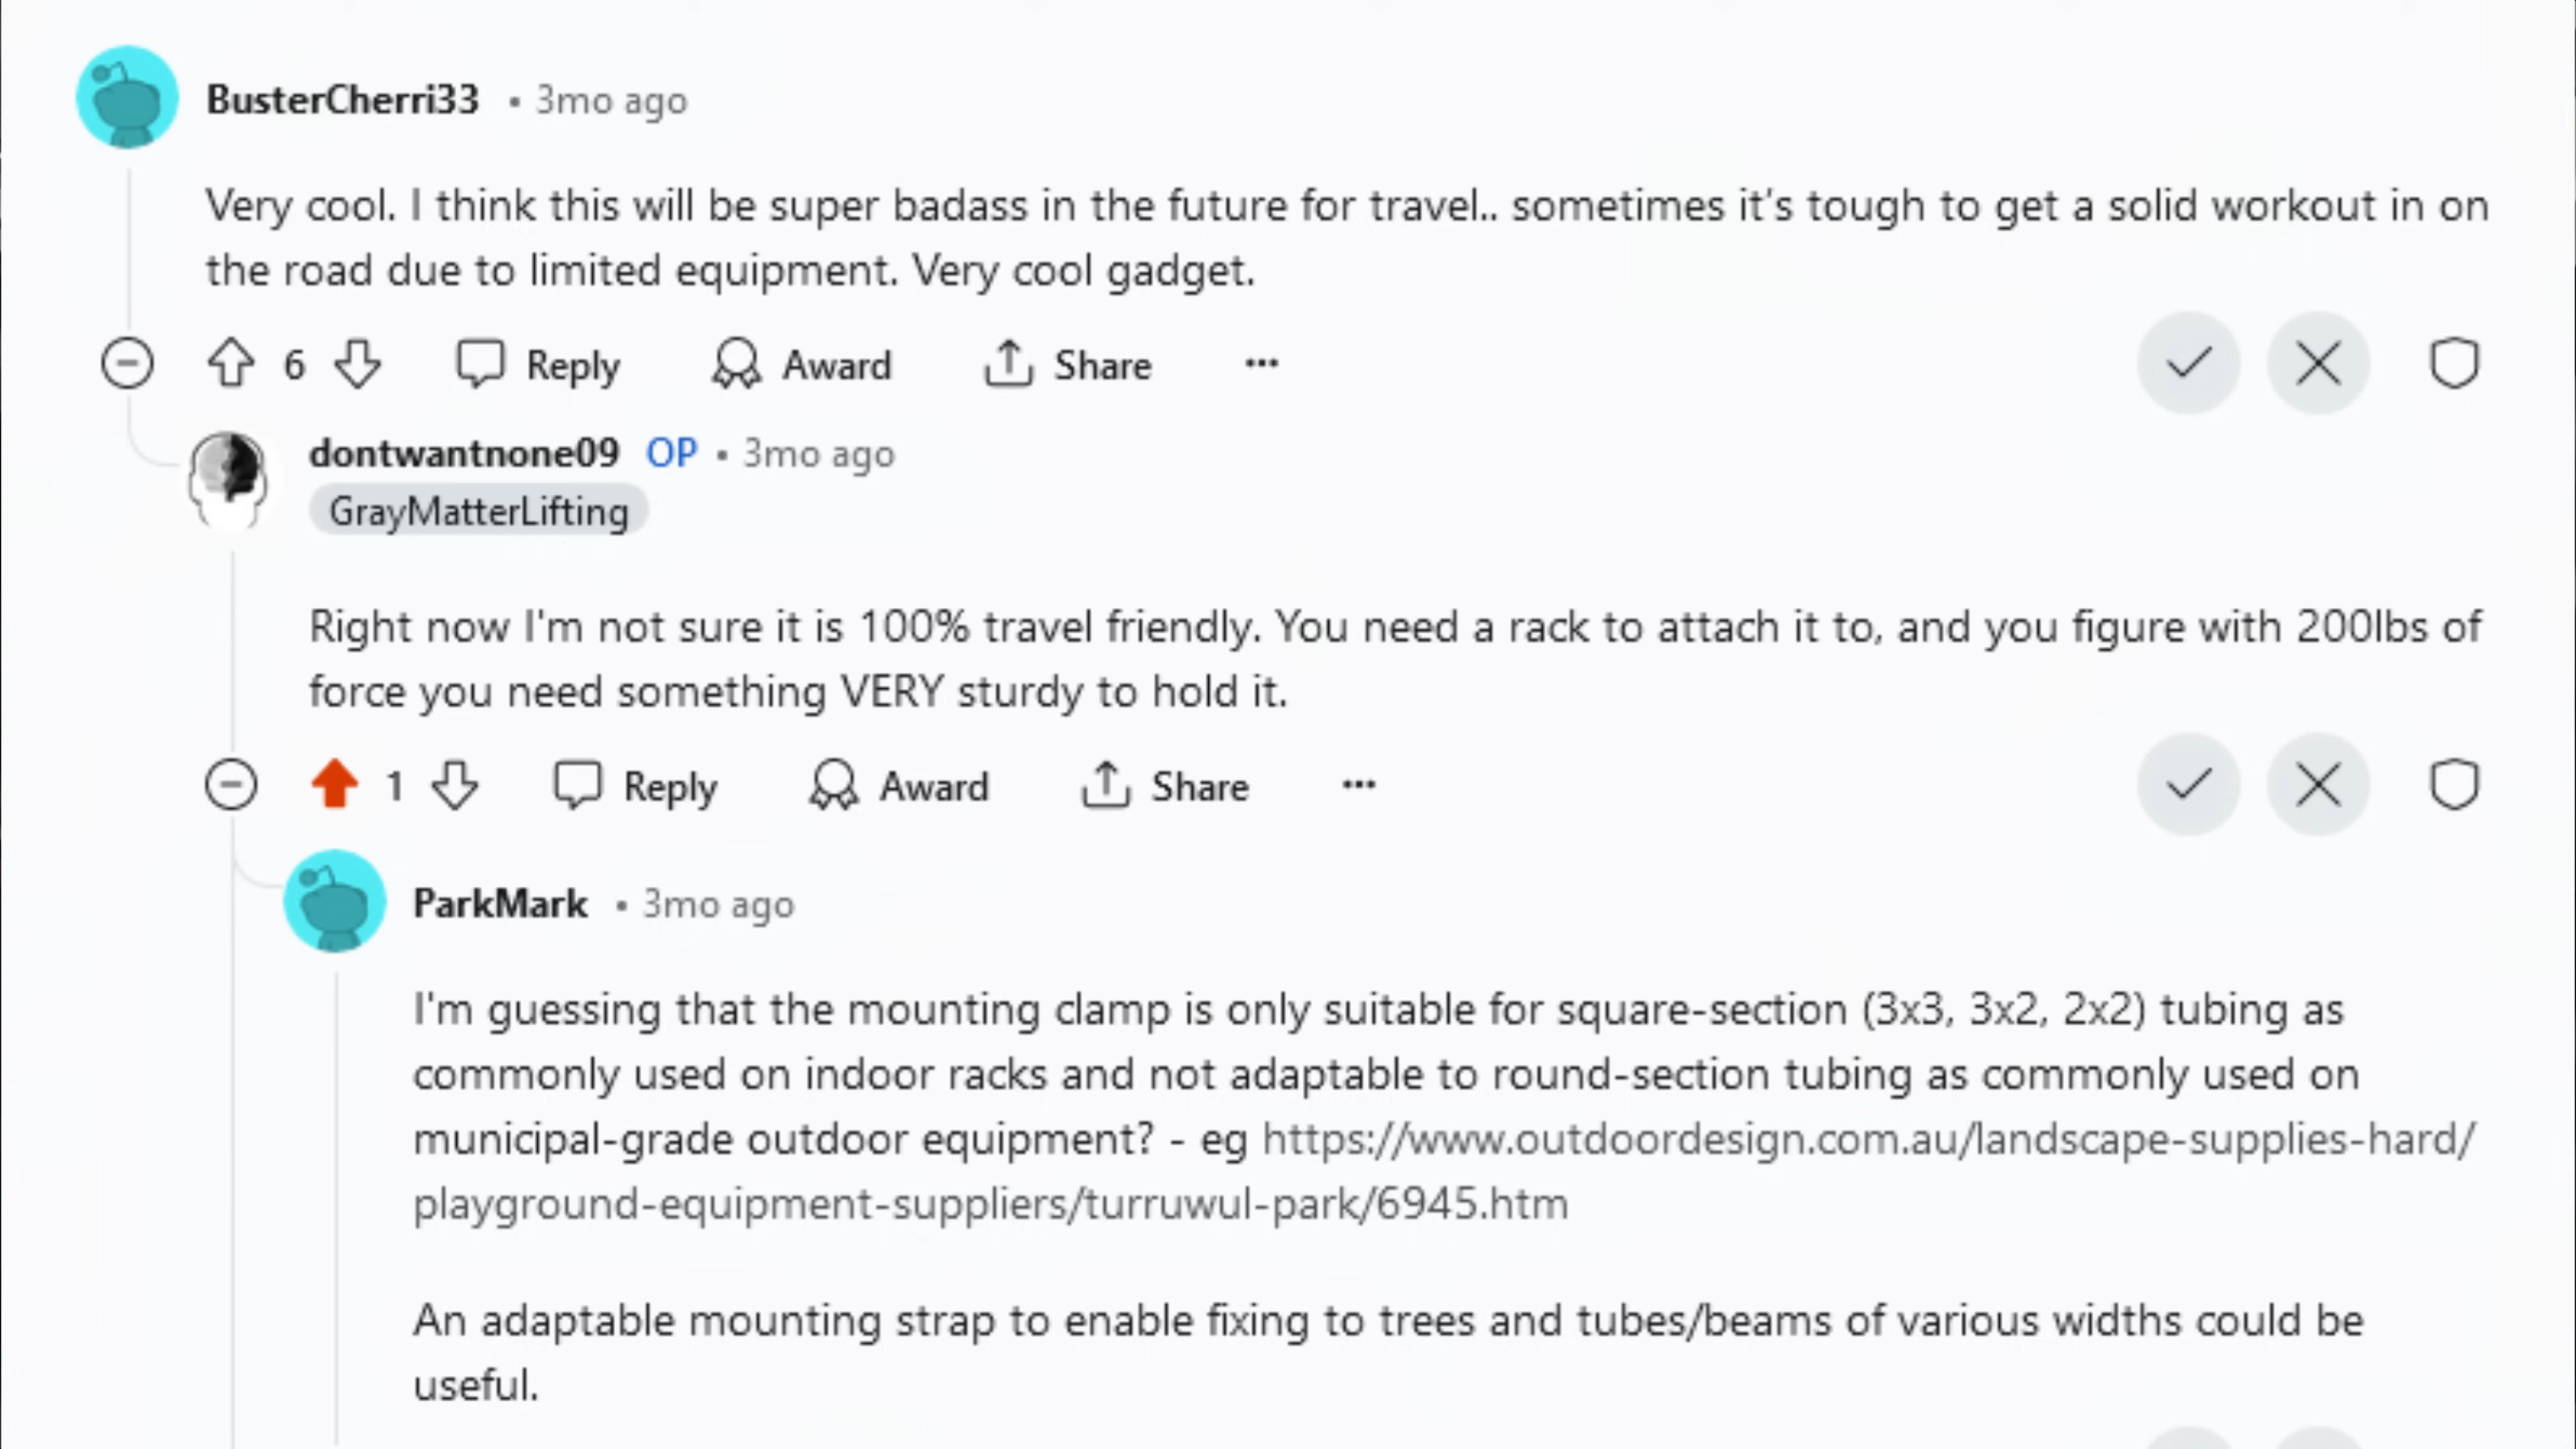 BusterCherri33 • 3mo ago
Very cool. I think this will be super badass in the future for travel.. sometimes it's tough to get a solid workout in on
the road due to limited equipment. Very cool gadget.
6 Reply Award Share ...
dontwantnone09 OP • 3mo ago
GrayMatterLifting
Right now I'm not sure it is 100% travel friendly. You need a rack to attach it to, and you figure with 200lbs of
force you need something VERY sturdy to hold it.
1 Reply Award Share ...
ParkMark • 3mo ago
I'm guessing that the mounting clamp is only suitable for square-section (3x3, 3x2, 2x2) tubing as
commonly used on indoor racks and not adaptable to round-section tubing as commonly used on
municipal-grade outdoor equipment? - eg https://www.outdoordesign.com.au/landscape-supplies-hard/
playground-equipment-suppliers/turruwul-park/6945.htm
An adaptable mounting strap to enable fixing to trees and tubes/beams of various widths could be
useful.